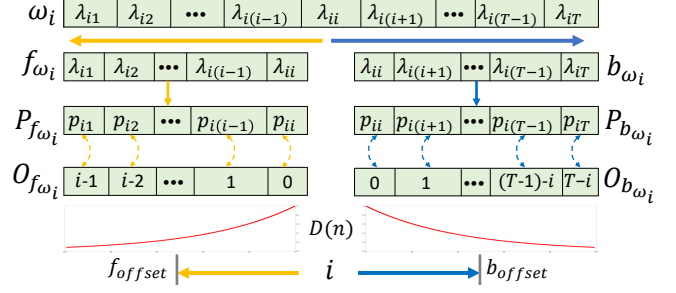 ω_i λ_i1 λ_i2 ••• λ_i(i−1) λ_ii λ_i(i+1) ••• λ_i(T−1) λ_iT
f_ω_i λ_i1 λ_i2 ••• λ_i(i−1) λ_ii λ_ii λ_i(i+1) ••• λ_i(T−1) λ_iT b_ω_i
P_f_ω_i p_i1 p_i2 ••• p_i(i−1) p_ii p_ii p_i(i+1) ••• p_i(T−1) p_iT P_b_ω_i
O_f_ω_i i-1 i-2 ••• 1 0 0 1 ••• (T-1)-i T−i O_b_ω_i
D(n)
f_offset i b_offset